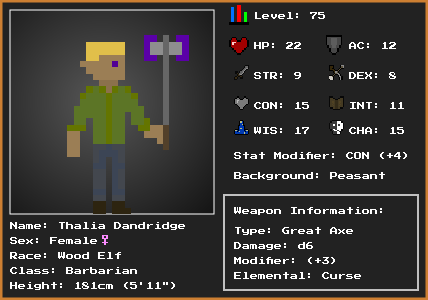 Level: 75
HP: 22 AC: 12
STR: 9 DEX: 8
CON: 15 INT: 11
WIS: 17 CHA: 15
Stat Modifier: CON (+4)
Background: Peasant
Name: Thalia Dandridge
Sex: Female♀
Race: Wood Elf
Class: Barbarian
Height: 181cm (5'11")
Weapon Information:
Type: Great Axe
Damage: d6
Modifier: (+3)
Elemental: Curse